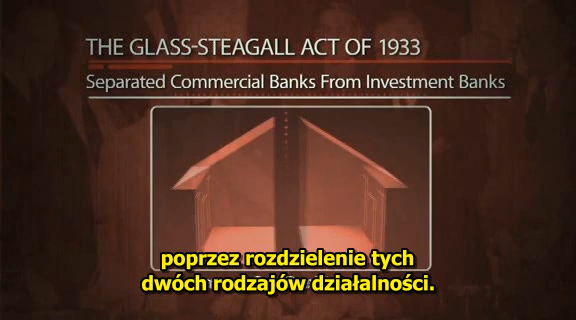 THE GLASS-STEAGALL ACT OF 1933
Separated Commercial Banks From Investment Banks
poprzez rozdzielenie tych
dwóch rodzajów działalności.